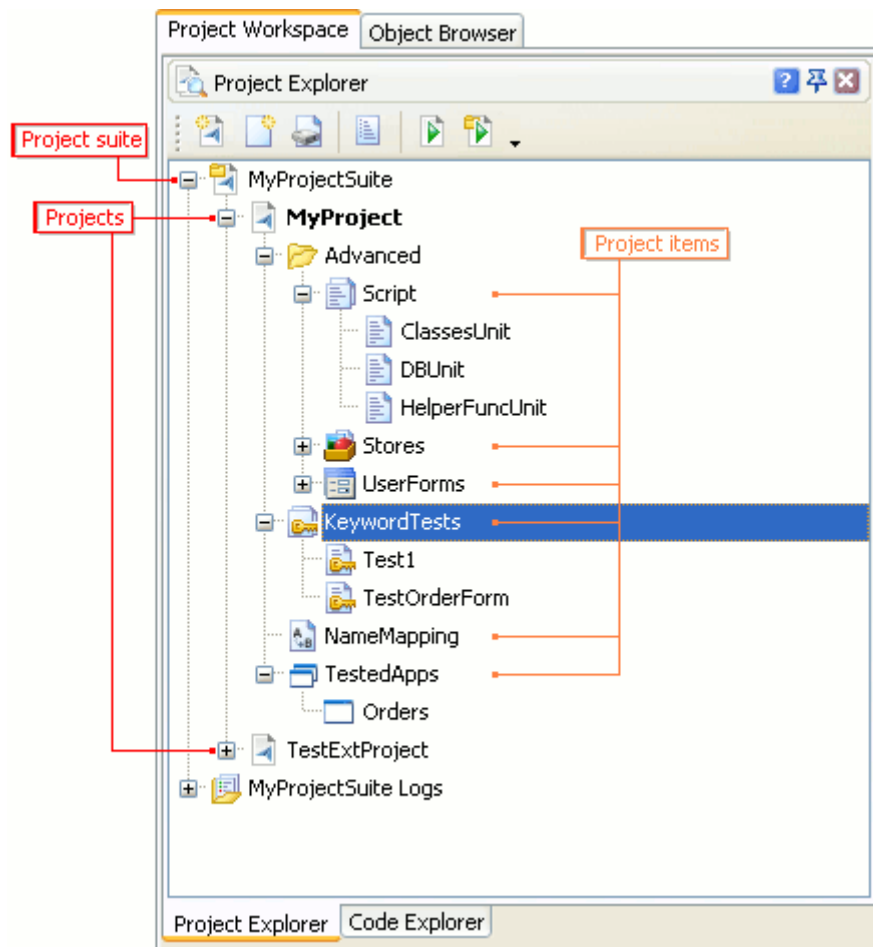 Project Workspace
Object Browser
Project Explorer
Project suite
MyProjectSuite
Projects
MyProject
Project items
Advanced
Script
ClassesUnit
DBUnit
HelperFuncUnit
Stores
UserForms
KeywordTests
Test1
TestOrderForm
NameMapping
TestedApps
Orders
TestExtProject
MyProjectSuite Logs
Project Explorer
Code Explorer